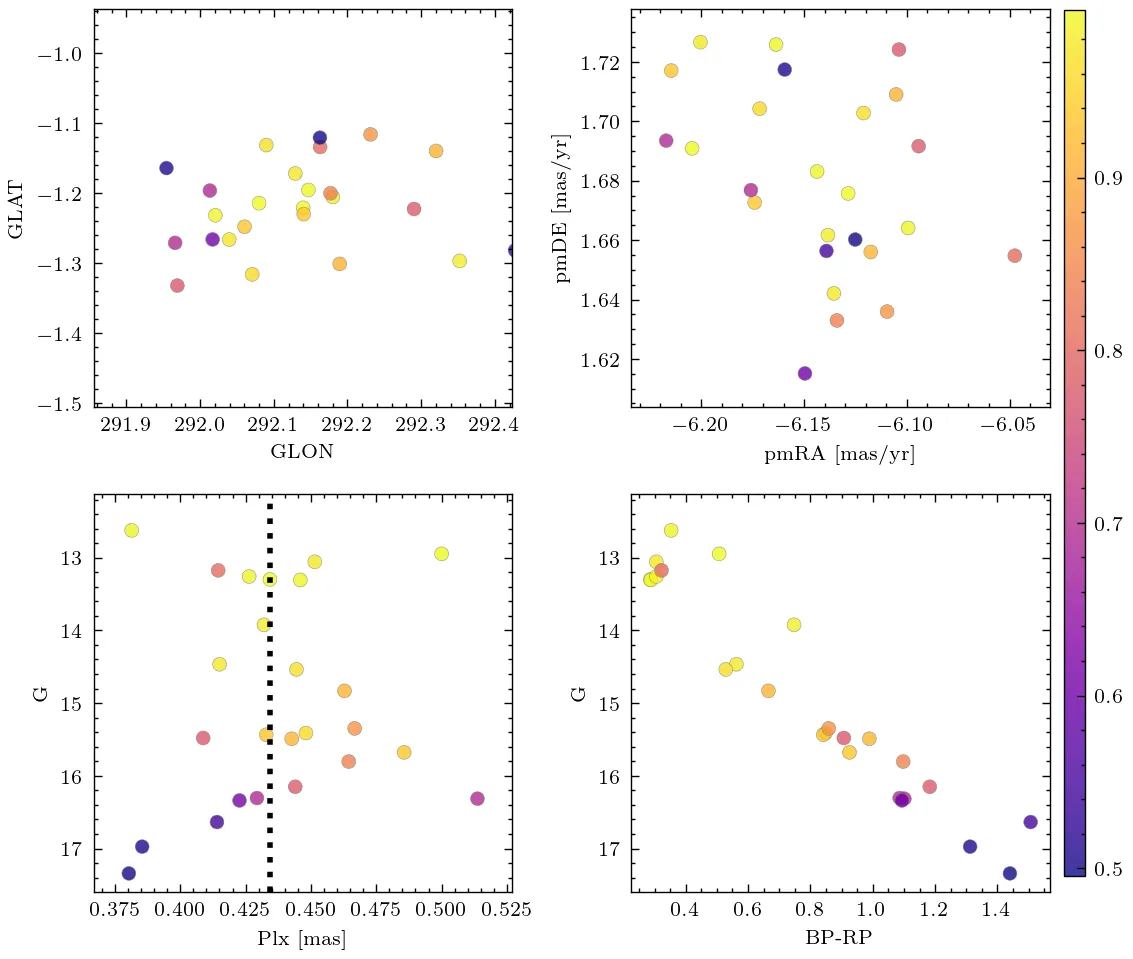 −1.0
−1.1
−1.2
−1.3
−1.4
−1.5
GLAT
291.9 292.0 292.1 292.2 292.3 292.4
GLON
1.72
1.70
1.68
1.66
1.64
1.62
pmDE [mas/yr]
−6.20 −6.15 −6.10 −6.05
pmRA [mas/yr]
0.9
0.8
0.7
0.6
0.5
13
14
15
16
17
G
0.375 0.400 0.425 0.450 0.475 0.500 0.525
Plx [mas]
13
14
15
16
17
G
0.4 0.6 0.8 1.0 1.2 1.4
BP-RP